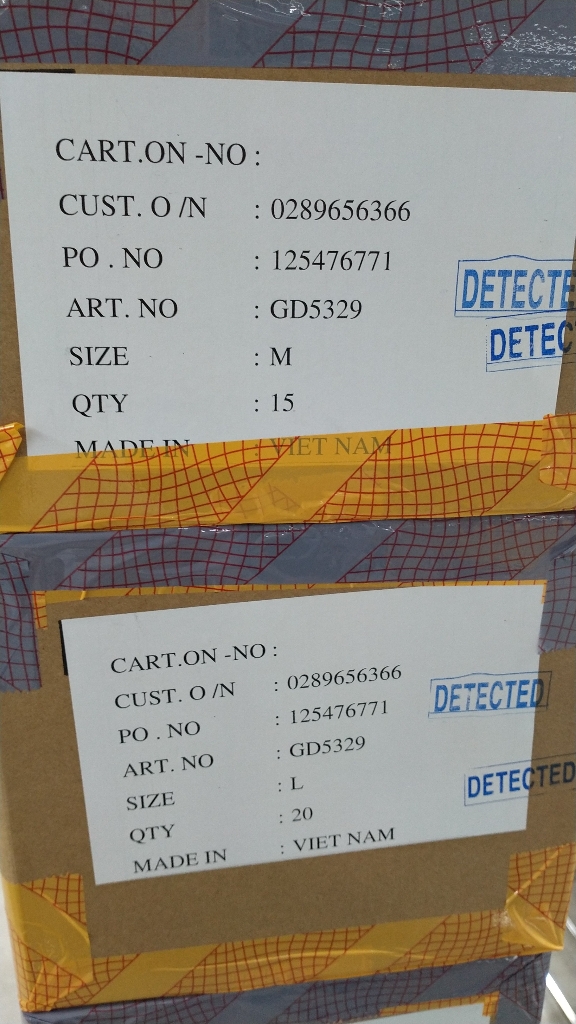 CART.ON -NO :
CUST. O /N : 0289656366
PO . NO : 125476771
DETECTE
ART. NO : GD5329
DETEC
SIZE : M
QTY : 15
MADE IN : VIET NAM
CART.ON -NO :
CUST. O /N : 0289656366
DETECTED
PO . NO : 125476771
ART. NO : GD5329
DETECTED
SIZE : L
QTY : 20
MADE IN : VIET NAM